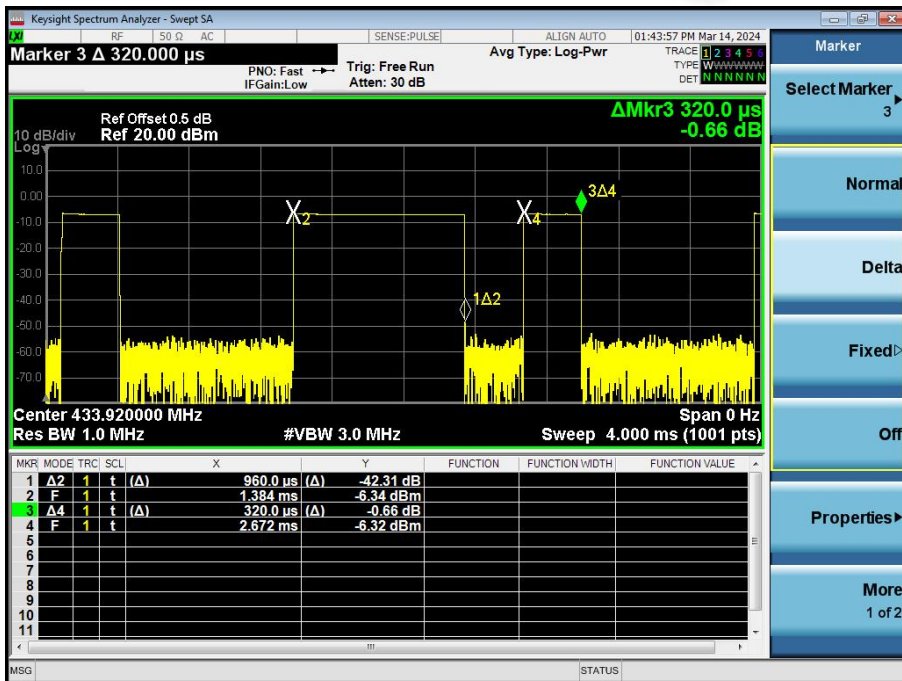 Keysight Spectrum Analyzer - Swept SA
LXI RF 50 Ω AC SENSE:PULSE ALIGN AUTO 01:43:57 PM Mar 14, 2024
Marker 3 Δ 320.000 µs
PNO: Fast
IFGain:Low
Trig: Free Run
Atten: 30 dB
Avg Type: Log-Pwr
TRACE 1 2 3 4 5 6
TYPE W
DET N N N N N N
ΔMkr3 320.0 µs
-0.66 dB
Ref Offset 0.5 dB
10 dB/div Ref 20.00 dBm
Log
10.0
0.00
-10.0
-20.0
-30.0
-40.0
-50.0
-60.0
-70.0
2
4
3Δ4
1Δ2
Center 433.920000 MHz Span 0 Hz
Res BW 1.0 MHz #VBW 3.0 MHz Sweep 4.000 ms (1001 pts)
MKR MODE TRC SCL X Y FUNCTION FUNCTION WIDTH FUNCTION VALUE
1 Δ2 1 t (Δ) 960.0 µs (Δ) -42.31 dB
2 F 1 t 1.384 ms -6.34 dBm
3 Δ4 1 t (Δ) 320.0 µs (Δ) -0.66 dB
4 F 1 t 2.672 ms -6.32 dBm
5
6
7
8
9
10
11
MSG STATUS
Marker
Select Marker
3
Normal
Delta
Fixed
Off
Properties
More
1 of 2